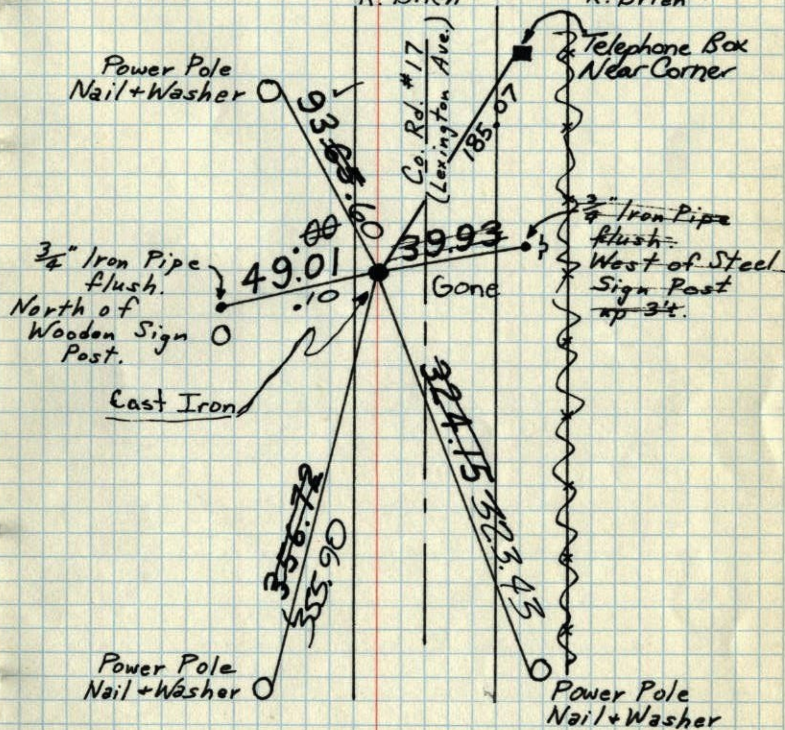 Power Pole
Nail + Washer
93.65
.60
Co. Rd. #17
(Lexington Ave.)
185.07
Telephone Box
Near Corner
3/4" Iron Pipe
flush.
North of
Wooden Sign
Post.
.00
49.01
.10
39.93
Gone
3/4" Iron Pipe
flush.
West of Steel
Sign Post
up 3'±.
Cast Iron
324.15
323.43
356.72
355.90
Power Pole
Nail + Washer
Power Pole
Nail + Washer